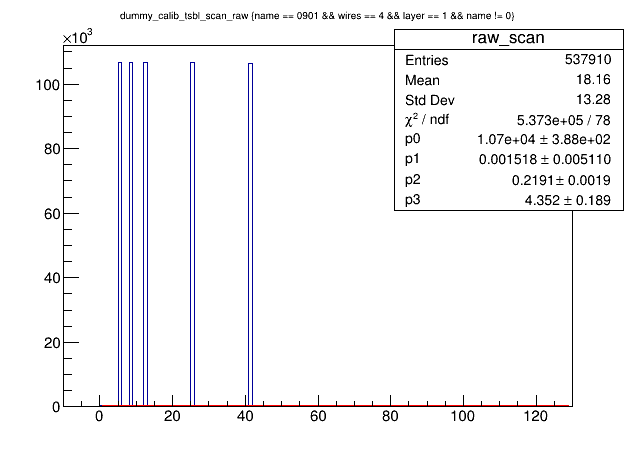 dummy_calib_tsbl_scan_raw {name == 0901 && wires == 4 && layer == 1 && name != 0}
×10³
raw_scan
Entries 537910
Mean 18.16
Std Dev 13.28
χ² / ndf 5.373e+05 / 78
p0 1.07e+04 ± 3.88e+02
p1 0.001518 ± 0.005110
p2 0.2191 ± 0.0019
p3 4.352 ± 0.189
100
80
60
40
20
0
0 20 40 60 80 100 120